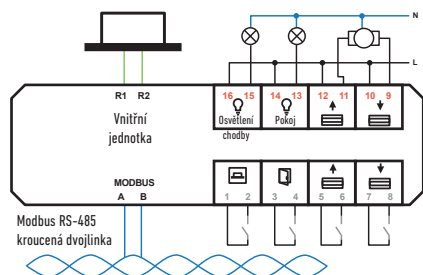 N
L
R1 R2
16 15 14 13 12 11 10 9
Vnitřní
jednotka
Osvětlení
chodby
Pokoj
MODBUS
A B
1 2 3 4 5 6 7 8
Modbus RS-485
kroucená dvojlinka